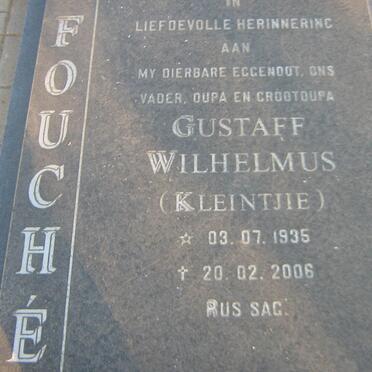 FOUCHÉ
IN
LIEFDEVOLLE HERINNERING
AAN
MY DIERBARE EGGENOOT, ONS
VADER, OUPA EN GROOTOUPA
GUSTAFF
WILHELMUS
(KLEINTJIE)
☆ 03. 07. 1935
† 20. 02. 2006
RUS SAG.